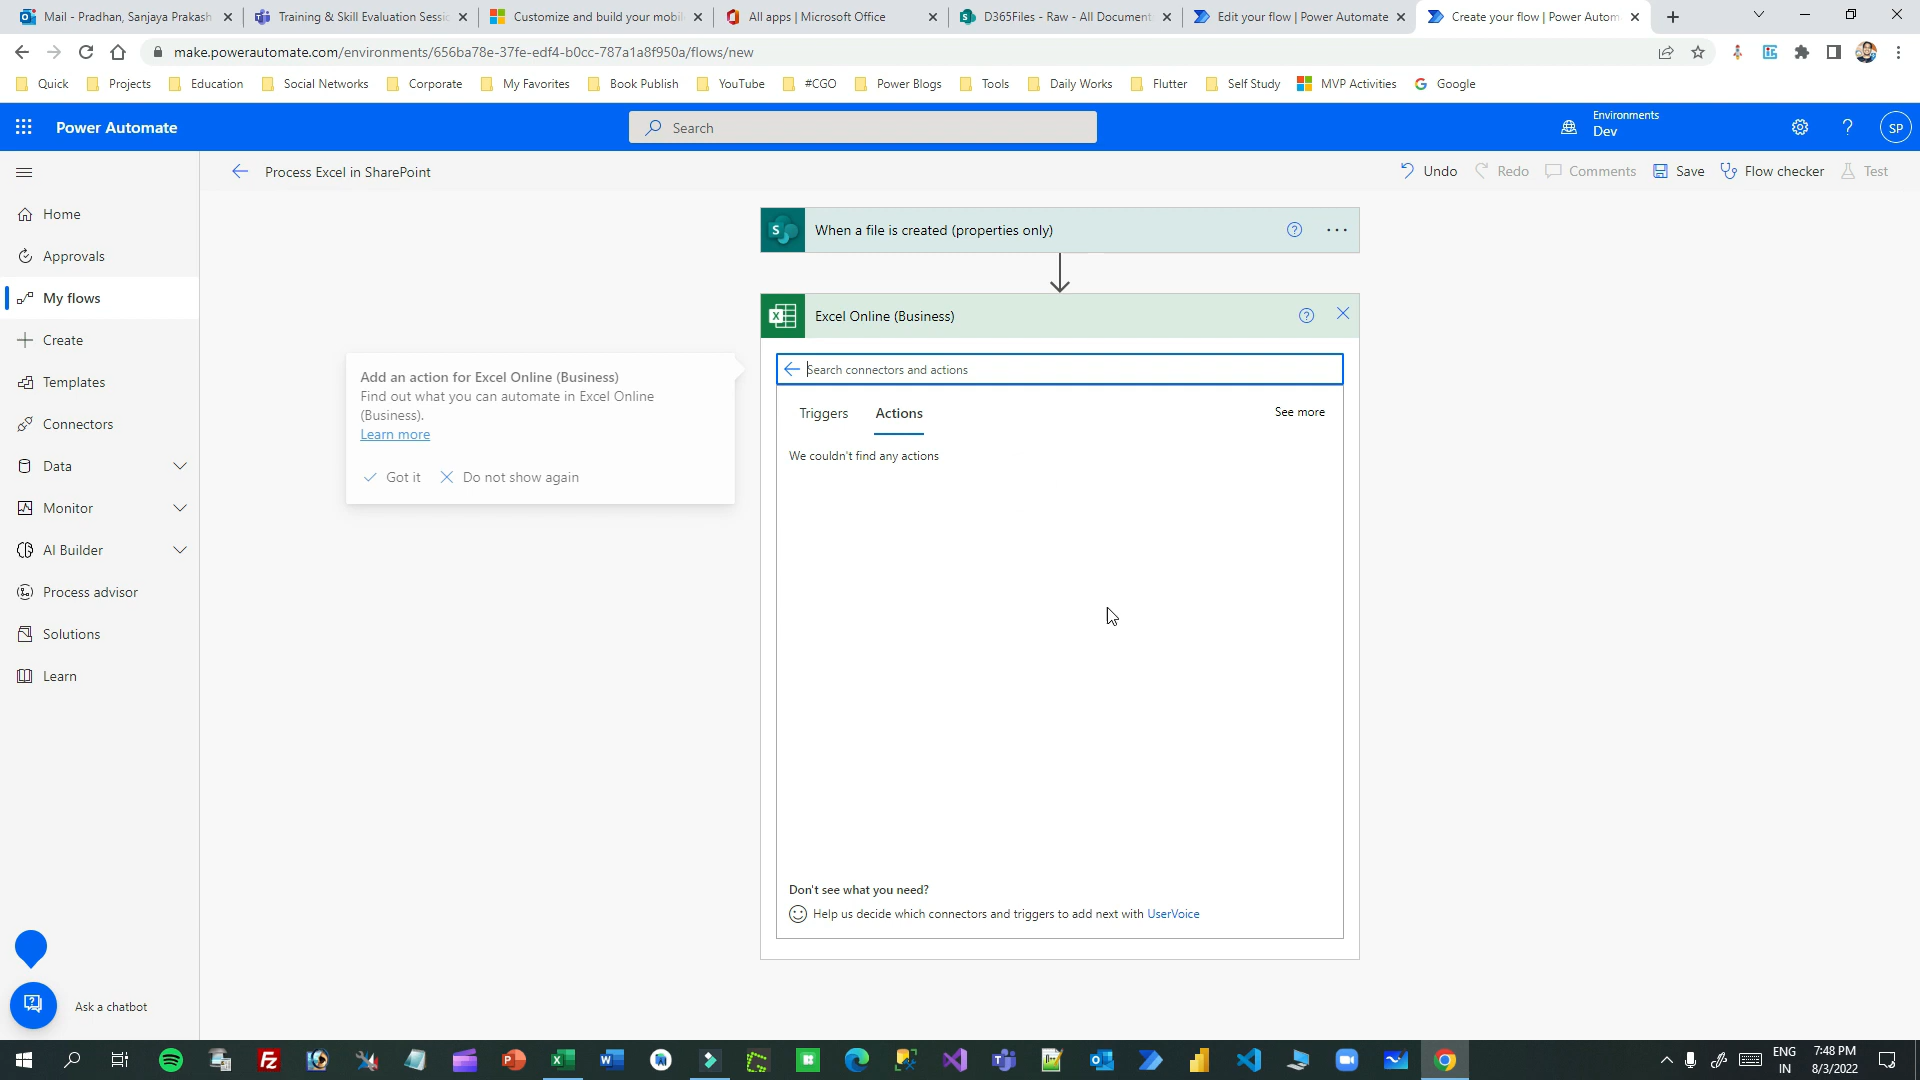 Mail - Pradhan, Sanjaya Prakash
Training & Skill Evaluation Sessic
Customize and build your mobil
All apps | Microsoft Office
D365Files - Raw - All Document
Edit your flow | Power Automate
Create your flow | Power Autom
make.powerautomate.com/environments/656ba78e-37fe-edf4-b0cc-787a1a8f950a/flows/new
Quick
Projects
Education
Social Networks
Corporate
My Favorites
Book Publish
YouTube
#CGO
Power Blogs
Tools
Daily Works
Flutter
Self Study
MVP Activities
Google
Power Automate
Search
Environments
Dev
SP
Process Excel in SharePoint
Undo
Redo
Comments
Save
Flow checker
Test
Home
Approvals
My flows
Create
Templates
Connectors
Data
Monitor
AI Builder
Process advisor
Solutions
Learn
Ask a chatbot
When a file is created (properties only)
Excel Online (Business)
Add an action for Excel Online (Business)
Find out what you can automate in Excel Online
(Business).
Learn more
Got it
Do not show again
Search connectors and actions
Triggers
Actions
See more
We couldn't find any actions
Don't see what you need?
Help us decide which connectors and triggers to add next with UserVoice
ENG
IN
7:48 PM
8/3/2022